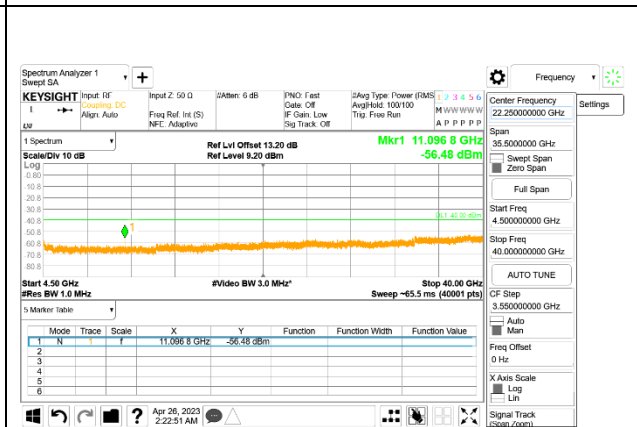 Spectrum Analyzer 1
Swept SA
Frequency
KEYSIGHT
Input: RF
Coupling: DC
Align: Auto
Input Z: 50 Ω
Freq Ref: Int (S)
NFE: Adaptive
#Atten: 6 dB
PNO: Fast
Gate: Off
IF Gain: Low
Sig Track: Off
#Avg Type: Power (RMS
Avg|Hold: 100/100
Trig: Free Run
1 2 3 4 5 6
M W W W W W
A P P P P P
L
Center Frequency
22.250000000 GHz
Settings
Span
35.5000000 GHz
Swept Span
Zero Span
Full Span
Start Freq
4.500000000 GHz
Stop Freq
40.000000000 GHz
AUTO TUNE
CF Step
3.550000000 GHz
Auto
Man
Freq Offset
0 Hz
X Axis Scale
Log
Lin
Signal Track
(Span Zoom)
1 Spectrum
Scale/Div 10 dB
Ref Lvl Offset 13.20 dB
Ref Level 9.20 dBm
Mkr1 11.096 8 GHz
-56.48 dBm
Log
-0.80
-10.8
-20.8
-30.8
-40.8
-50.8
-60.8
-70.8
-80.8
1
DL1 -40.00 dBm
Start 4.50 GHz
#Video BW 3.0 MHz*
Stop 40.00 GHz
#Res BW 1.0 MHz
Sweep ~65.5 ms (40001 pts)
5 Marker Table
Mode Trace Scale X Y Function Function Width Function Value
1 N 1 f 11.096 8 GHz -56.48 dBm
2
3
4
5
6
?
Apr 26, 2023
2:22:51 AM